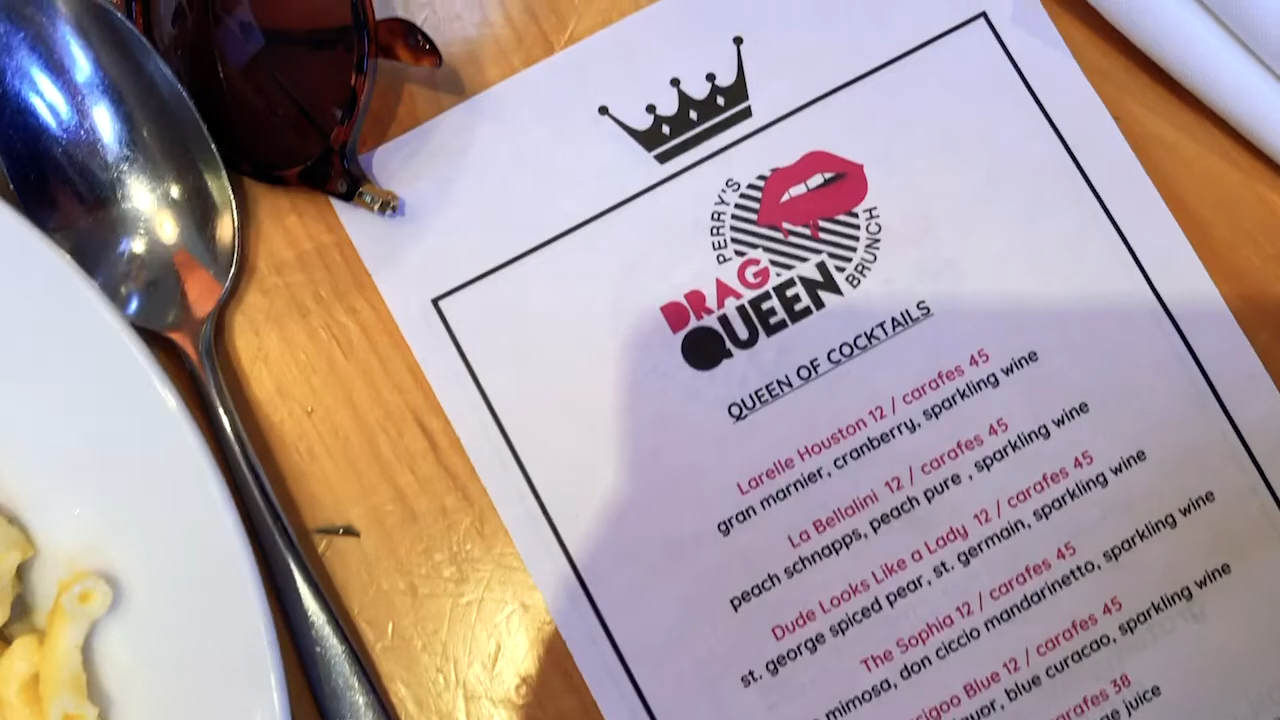 PERRY'S
DRAG
QUEEN
BRUNCH
QUEEN OF COCKTAILS
Larelle Houston 12 / carafes 45
gran marnier, cranberry, sparkling wine
La Bellalini 12 / carafes 45
peach schnapps, peach pure , sparkling wine
Dude Looks Like a Lady 12 / carafes 45
st. george spiced pear, st. germain, sparkling wine
The Sophia 12 / carafes 45
mimosa, don ciccio mandarinetto, sparkling wine
Blue 12 / carafes 45
blue curacao, sparkling wine
carafes 38
juice